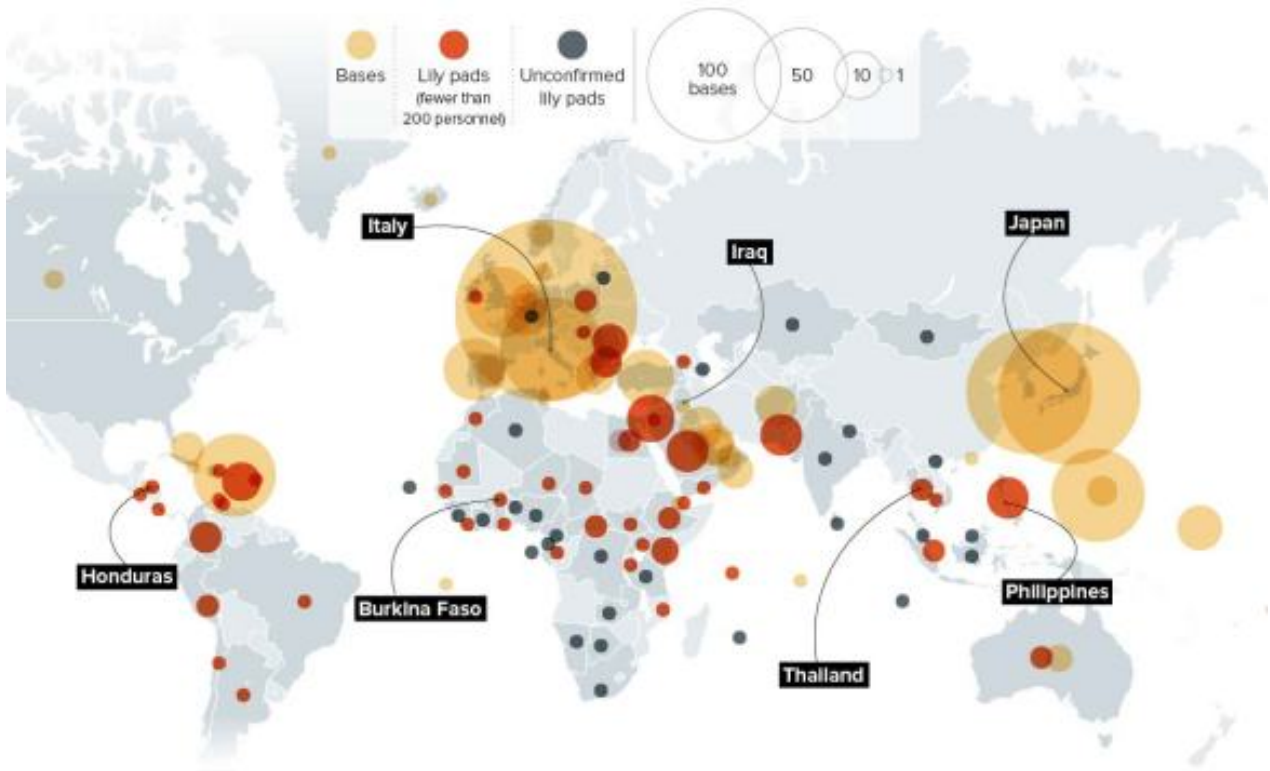 Bases
Lily pads
(fewer than
200 personnel)
Unconfirmed
lily pads
100
bases
50
10
1
Italy
Japan
Iraq
Honduras
Burkina Faso
Philippines
Thailand